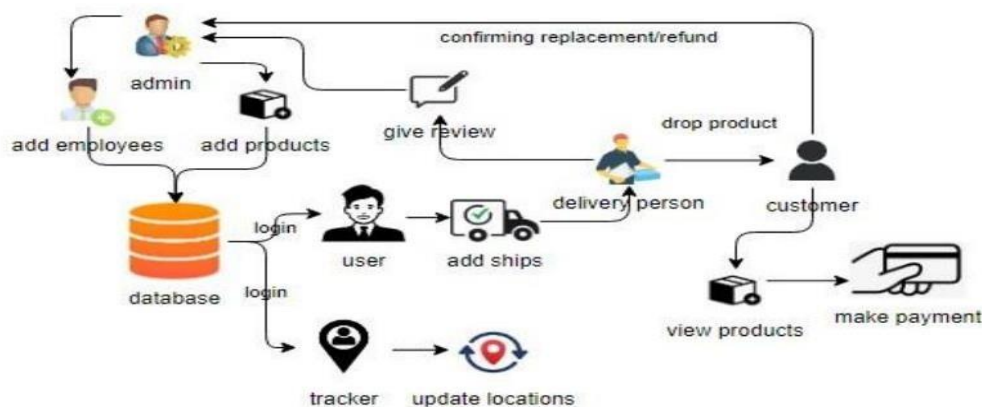 confirming replacement/refund
admin
give review
drop product
add employees
add products
delivery person
customer
login
user
add ships
database
login
view products
make payment
tracker
update locations